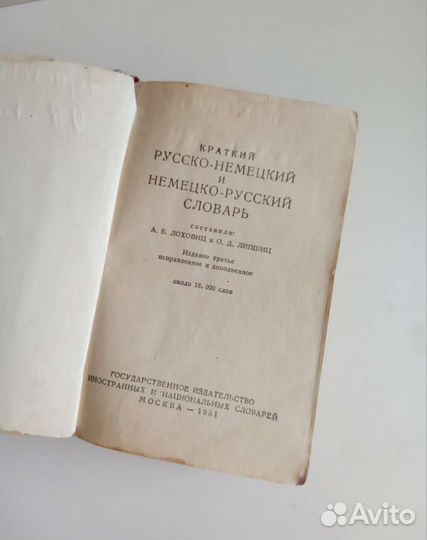 КРАТКИЙ
РУССКО-НЕМЕЦКИЙ
И
НЕМЕЦКО-РУССКИЙ
СЛОВАРЬ
составили:
А. Б. ЛОХОВИЦ и О. Д. ЛИПШИЦ
Издание третье
исправленное и дополненное
около 18,000 слов
ГОСУДАРСТВЕННОЕ ИЗДАТЕЛЬСТВО
ИНОСТРАННЫХ И НАЦИОНАЛЬНЫХ СЛОВАРЕЙ
МОСКВА — 1951
Avito